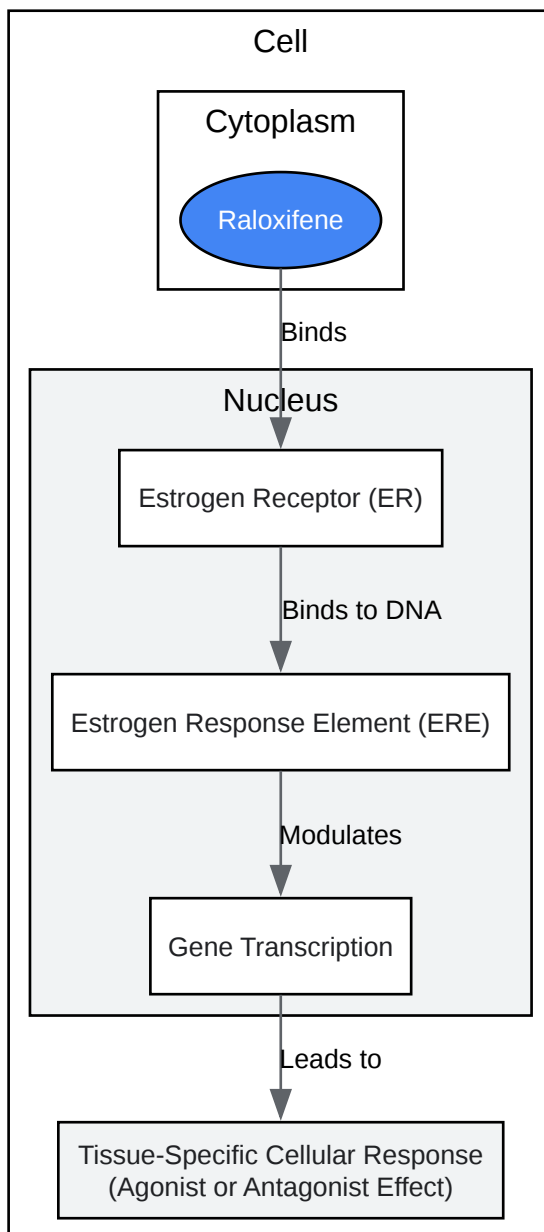 Cell
Cytoplasm
Raloxifene
Binds
Nucleus
Estrogen Receptor (ER)
Binds to DNA
Estrogen Response Element (ERE)
Modulates
Gene Transcription
Leads to
Tissue-Specific Cellular Response
(Agonist or Antagonist Effect)